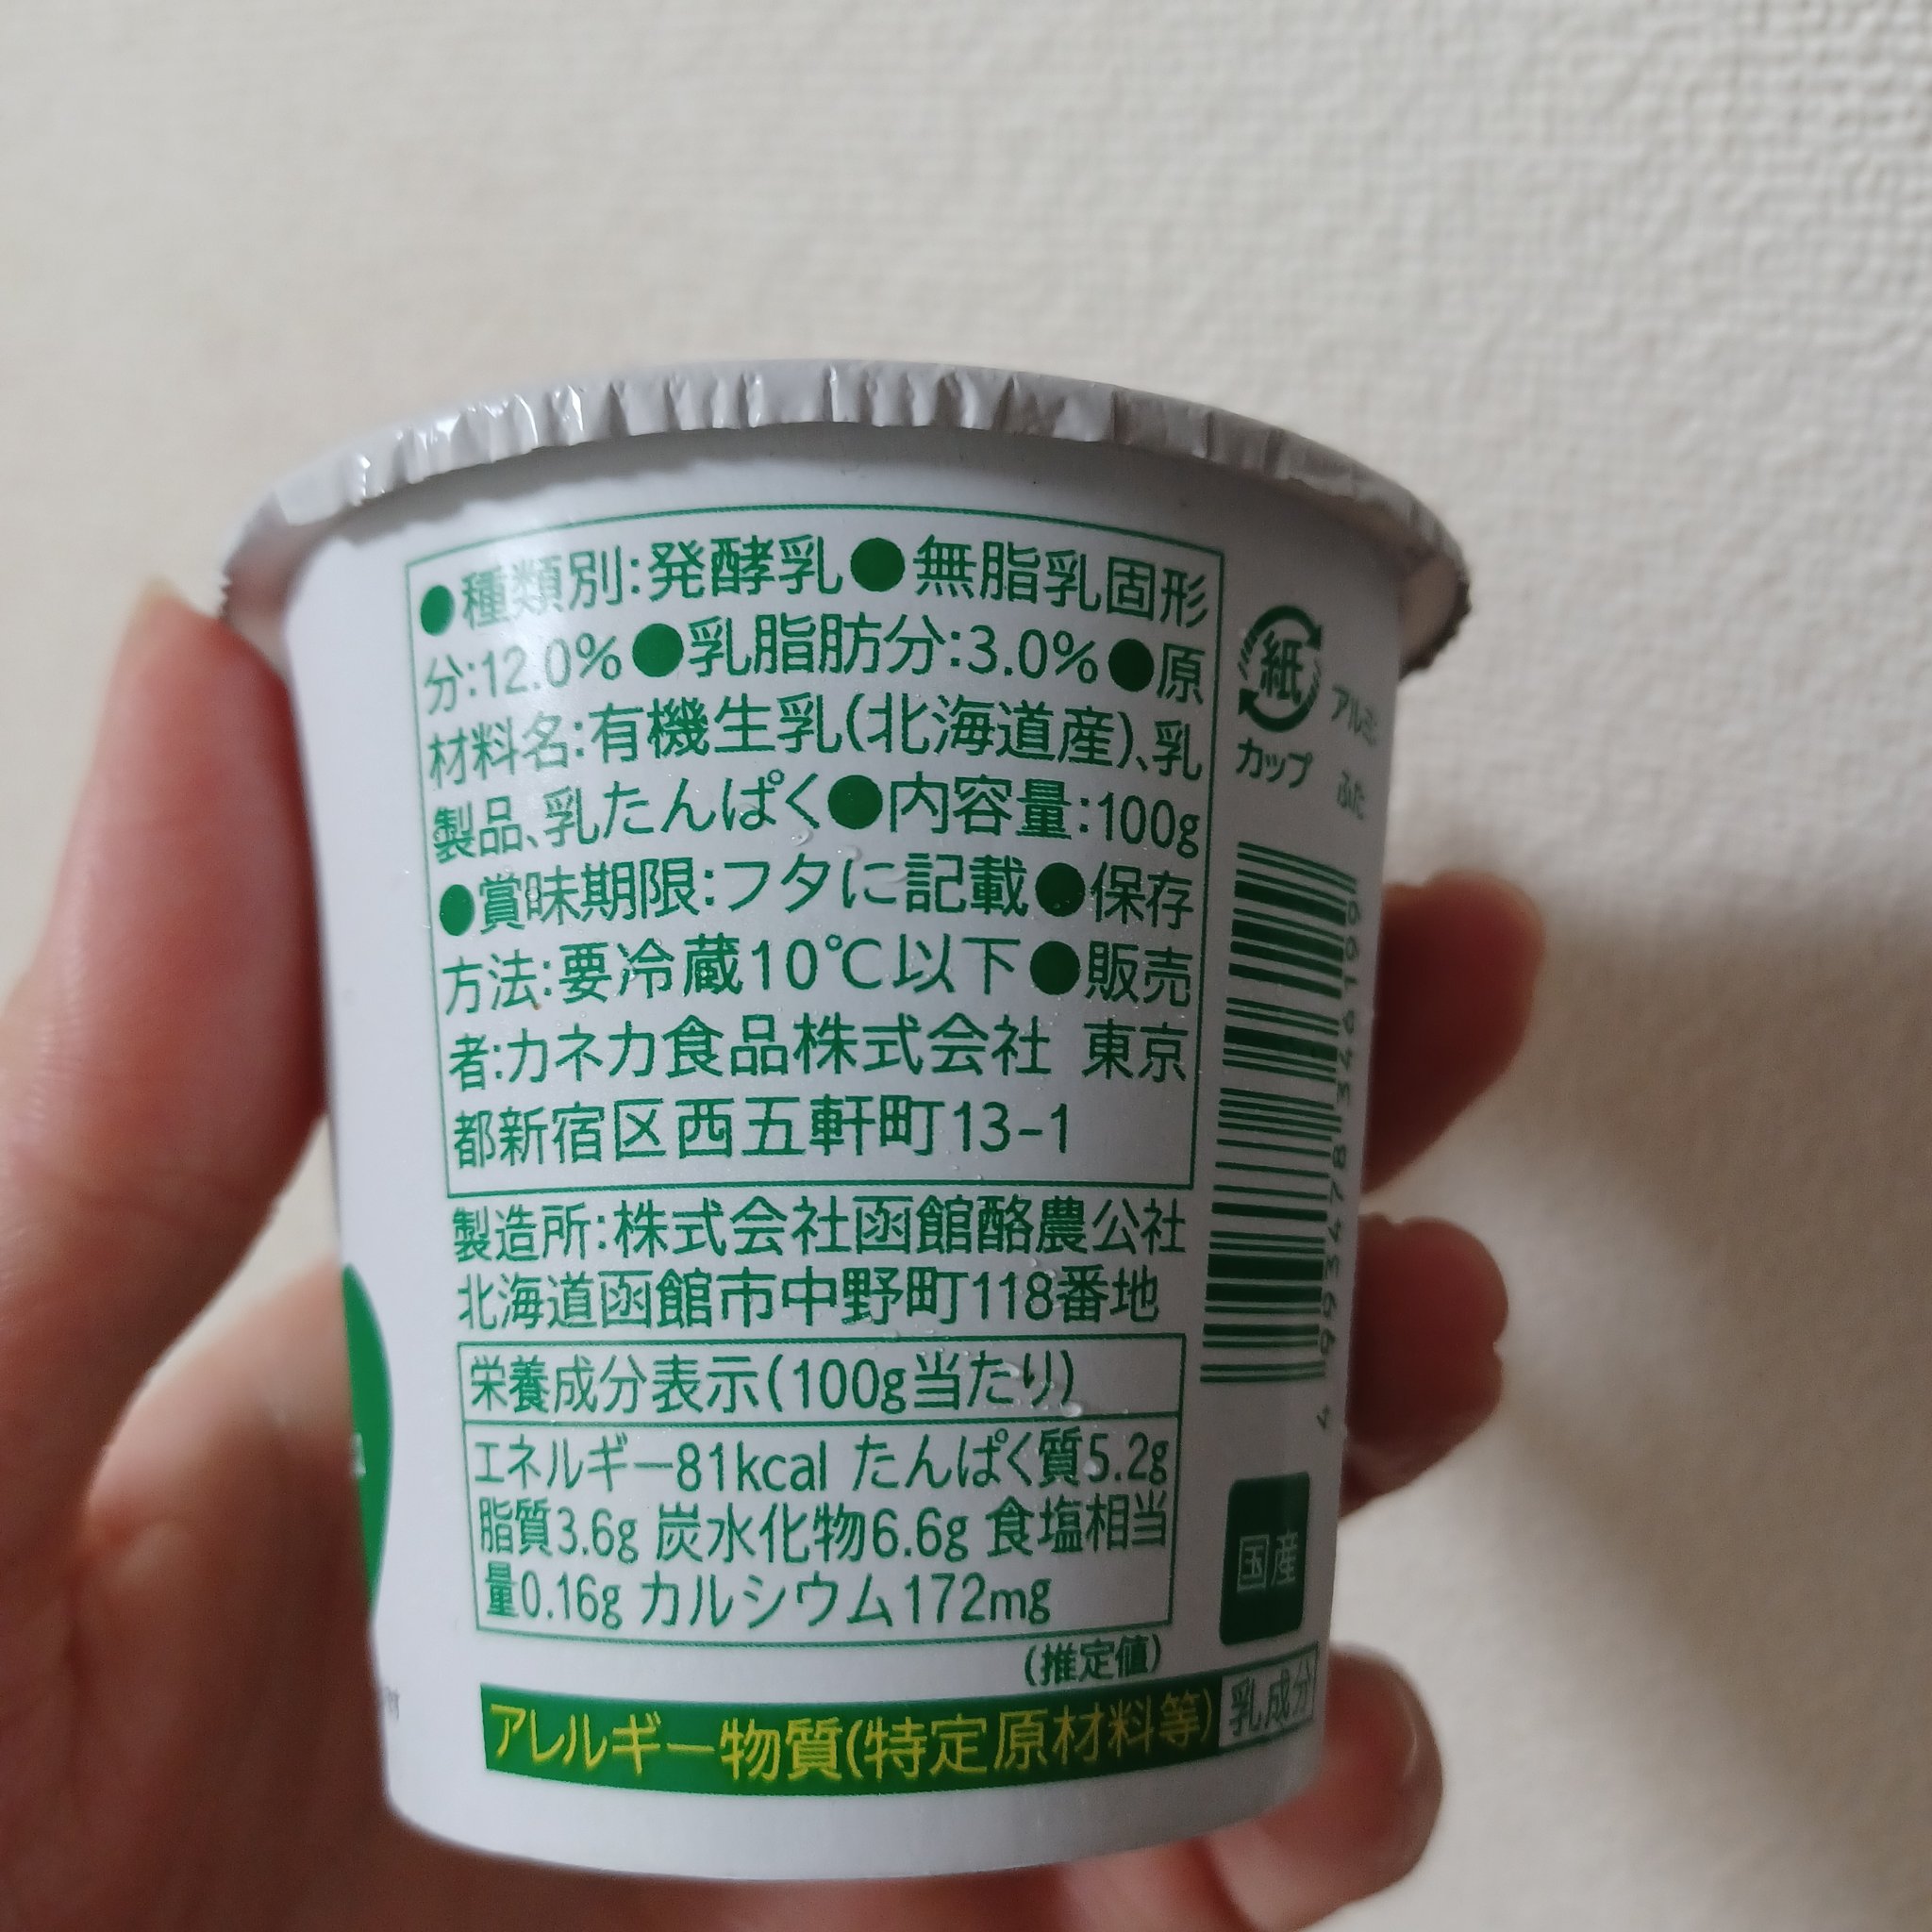 ●種類別:発酵乳●無脂乳固形
分:12.0%●乳脂肪分:3.0%●原
材料名:有機生乳(北海道産)、乳
製品、乳たんぱく●内容量:100g
●賞味期限:フタに記載●保存
方法:要冷蔵10℃以下●販売
者:カネカ食品株式会社 東京
都新宿区西五軒町13-1
製造所:株式会社函館酪農公社
北海道函館市中野町118番地
栄養成分表示(100g当たり)
エネルギー81kcal たんぱく質5.2g
脂質3.6g 炭水化物6.6g 食塩相当
量0.16g カルシウム172mg
(推定値)
アレルギー物質(特定原材料等) 乳成分
紙
カップ
アルミ
ふた
国産